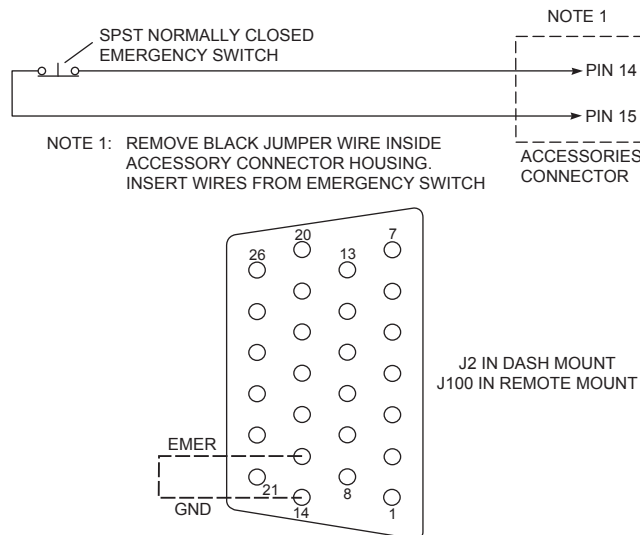 NOTE 1
SPST NORMALLY CLOSED
EMERGENCY SWITCH
PIN 14
PIN 15
NOTE 1: REMOVE BLACK JUMPER WIRE INSIDE
ACCESSORY CONNECTOR HOUSING.
INSERT WIRES FROM EMERGENCY SWITCH
ACCESSORIES
CONNECTOR
20
7
26
13
J2 IN DASH MOUNT
J100 IN REMOTE MOUNT
EMER
21
8
GND
14
1